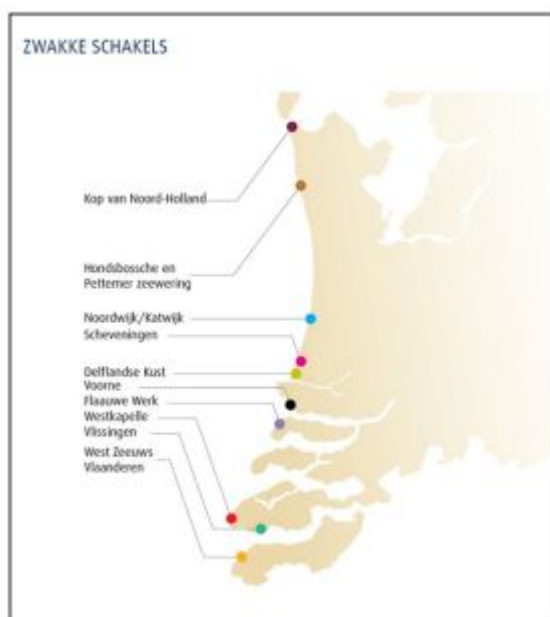 ZWAKKE SCHAKELS
Kop van Noord-Holland
Hondsbossche en
Pettemer zeewering
Noordwijk/Katwijk
Scheveningen
Delflandse Kust
Voorne
Flaauwe Werk
Westkapelle
Vlissingen
West Zeeuws
Vlaanderen